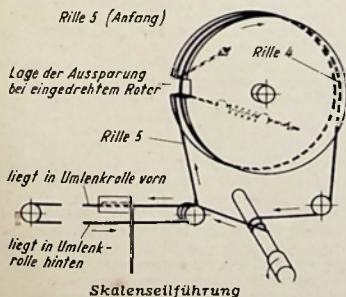 Rille 5 (Anfang)
Rille 4
Lage der Aussparung
bei eingedrehtem Rotor
Rille 5
liegt in Umlenkrolle vorn
liegt in Umlenk-
rolle hinten
Skalenseilführung